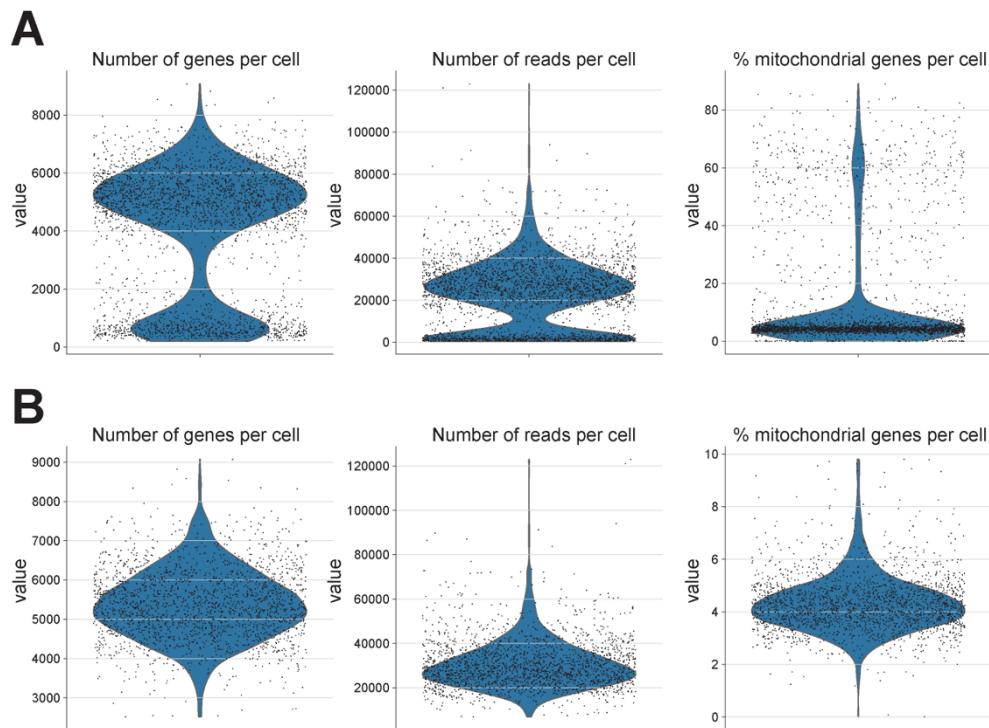 A
Number of genes per cell
value
8000
6000
4000
2000
0
Number of reads per cell
value
120000
100000
80000
60000
40000
20000
0
% mitochondrial genes per cell
value
80
60
40
20
0
B
Number of genes per cell
value
9000
8000
7000
6000
5000
4000
3000
Number of reads per cell
value
120000
100000
80000
60000
40000
20000
% mitochondrial genes per cell
value
10
8
6
4
2
0